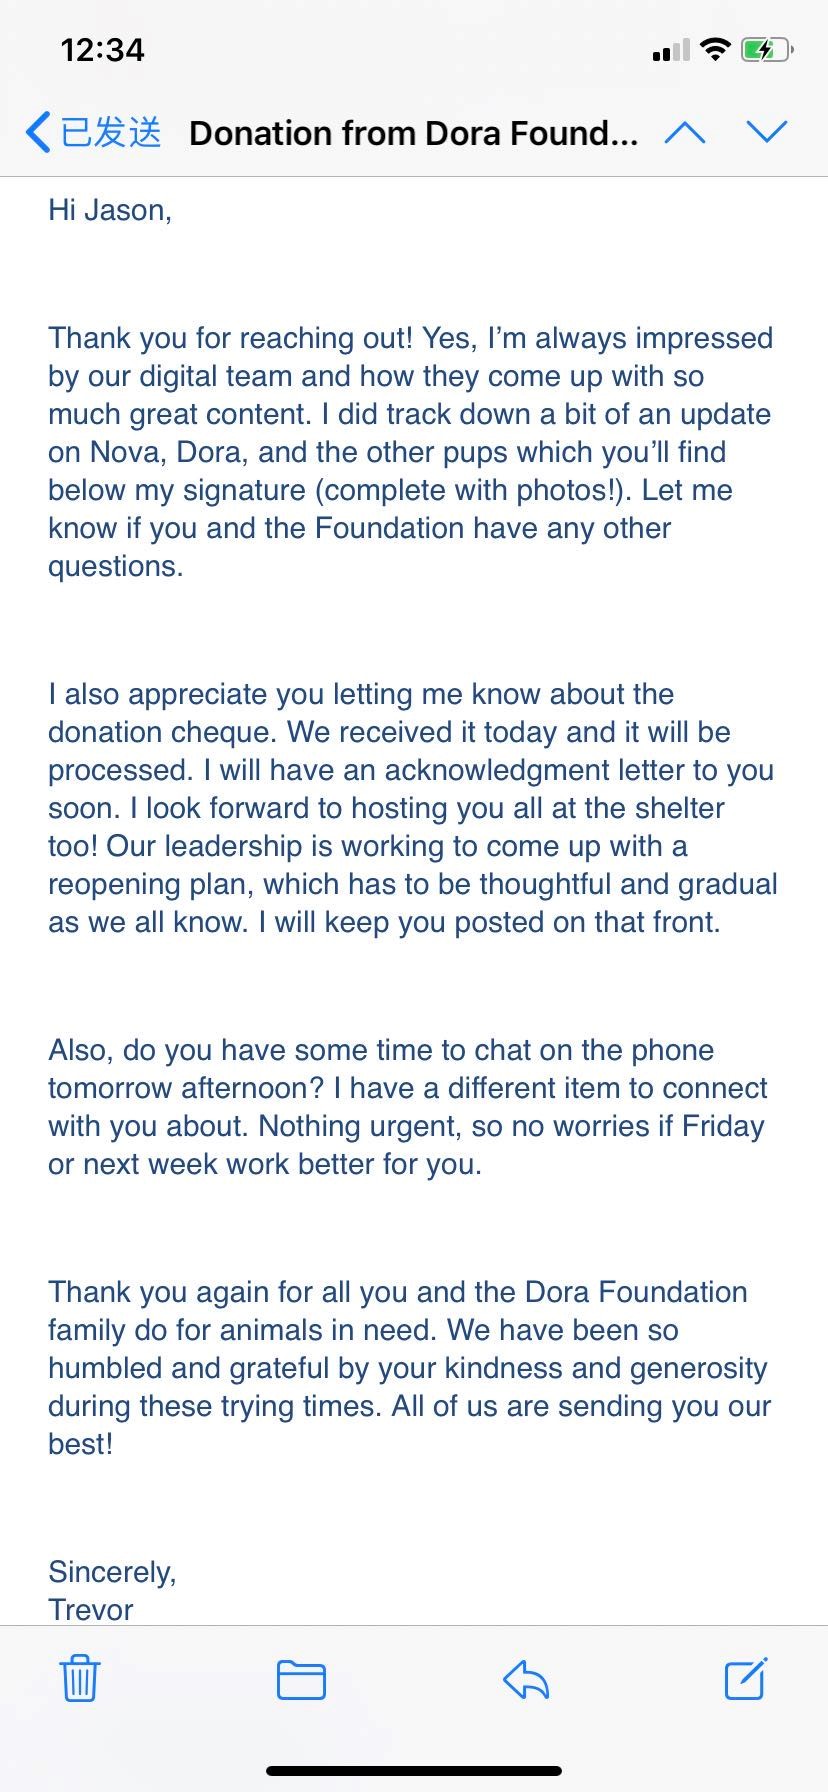 12:34
已发送 Donation from Dora Found...
Hi Jason,
Thank you for reaching out! Yes, I’m always impressed
by our digital team and how they come up with so
much great content. I did track down a bit of an update
on Nova, Dora, and the other pups which you’ll find
below my signature (complete with photos!). Let me
know if you and the Foundation have any other
questions.
I also appreciate you letting me know about the
donation cheque. We received it today and it will be
processed. I will have an acknowledgment letter to you
soon. I look forward to hosting you all at the shelter
too! Our leadership is working to come up with a
reopening plan, which has to be thoughtful and gradual
as we all know. I will keep you posted on that front.
Also, do you have some time to chat on the phone
tomorrow afternoon? I have a different item to connect
with you about. Nothing urgent, so no worries if Friday
or next week work better for you.
Thank you again for all you and the Dora Foundation
family do for animals in need. We have been so
humbled and grateful by your kindness and generosity
during these trying times. All of us are sending you our
best!
Sincerely,
Trevor